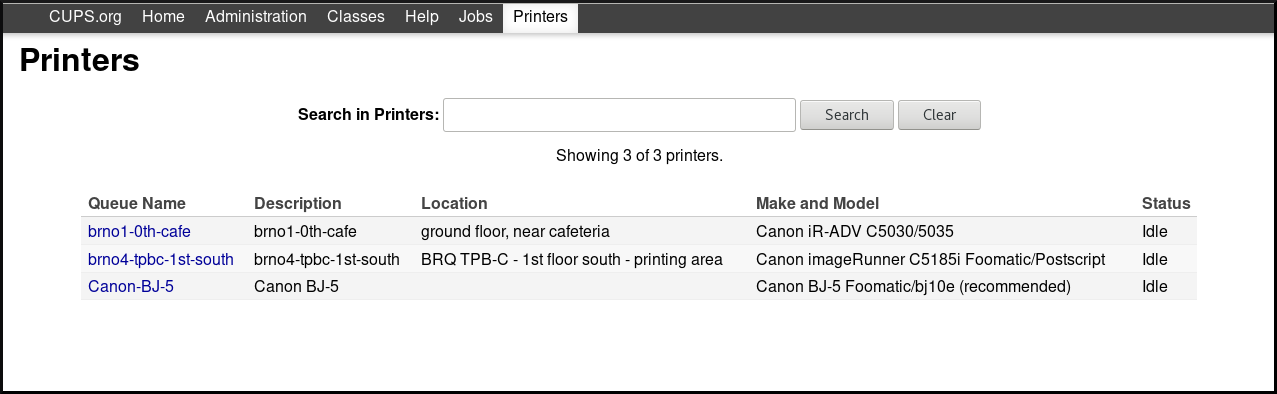 CUPS.org Home Administration Classes Help Jobs Printers
Printers
Search in Printers: Search Clear
Showing 3 of 3 printers.
Queue Name Description Location Make and Model Status
brno1-0th-cafe brno1-0th-cafe ground floor, near cafeteria Canon iR-ADV C5030/5035 Idle
brno4-tpbc-1st-south brno4-tpbc-1st-south BRQ TPB-C - 1st floor south - printing area Canon imageRunner C5185i Foomatic/Postscript Idle
Canon-BJ-5 Canon BJ-5 Canon BJ-5 Foomatic/bj10e (recommended) Idle